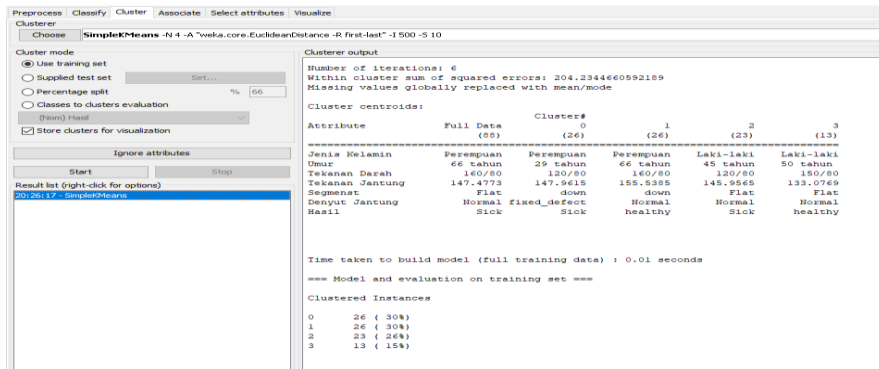 Preprocess Classify Cluster Associate Select attributes Visualize
Clusterer
Choose SimpleKMeans -N 4 -A "weka.core.EuclideanDistance -R first-last" -I 500 -S 10
Cluster mode
Use training set
Supplied test set Set...
Percentage split % 66
Classes to clusters evaluation
(Nom) Hasil
Store clusters for visualization
Ignore attributes
Start Stop
Result list (right-click for options)
20:26:17 - SimpleKMeans
Clusterer output
Number of iterations: 6
Within cluster sum of squared errors: 204.2344660592189
Missing values globally replaced with mean/mode
Cluster centroids:
Cluster#
Attribute Full Data 0 1 2 3
(88) (26) (26) (23) (13)
==========================================================================
Jenis Kelamin Perempuan Perempuan Perempuan Laki-laki Laki-laki
Umur 66 tahun 29 tahun 66 tahun 45 tahun 50 tahun
Tekanan Darah 160/80 120/80 160/80 120/80 150/80
Tekanan Jantung 147.4773 147.9615 155.5385 145.9565 133.0769
Segmenst Flat down down Flat Flat
Denyut Jantung Normal fixed_defect Normal Normal Normal
Hasil Sick Sick healthy Sick healthy
Time taken to build model (full training data) : 0.01 seconds
=== Model and evaluation on training set ===
Clustered Instances
0 26 ( 30%)
1 26 ( 30%)
2 23 ( 26%)
3 13 ( 15%)